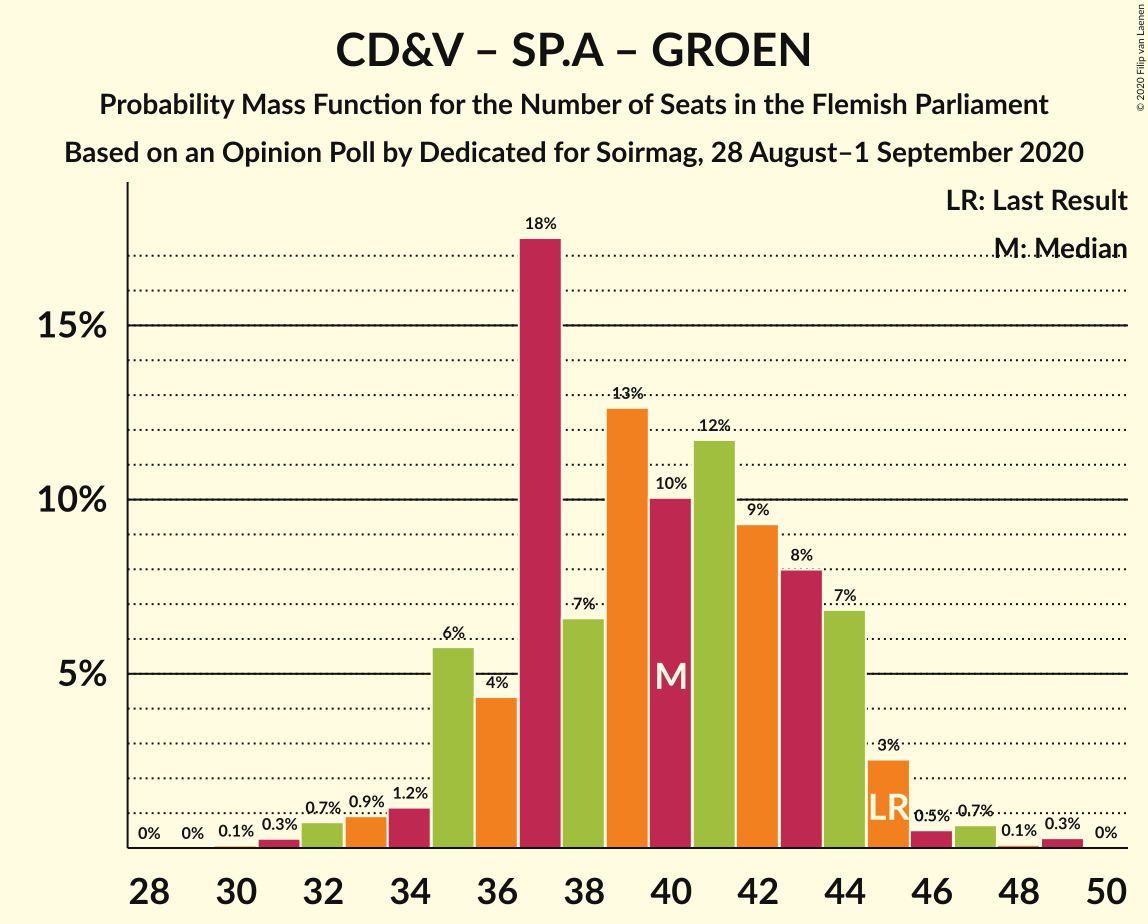 CD&V – SP.A – GROEN
Probability Mass Function for the Number of Seats in the Flemish Parliament
Based on an Opinion Poll by Dedicated for Soirmag, 28 August–1 September 2020
© 2020 Filip van Laenen
LR: Last Result
M: Median
15%
10%
5%
0%
0%
0.1%
0.3%
0.7%
0.9%
1.2%
6%
4%
18%
7%
13%
10%
12%
9%
8%
7%
3%
0.5%
0.7%
0.1%
0.3%
0%
M
LR
28 30 32 34 36 38 40 42 44 46 48 50